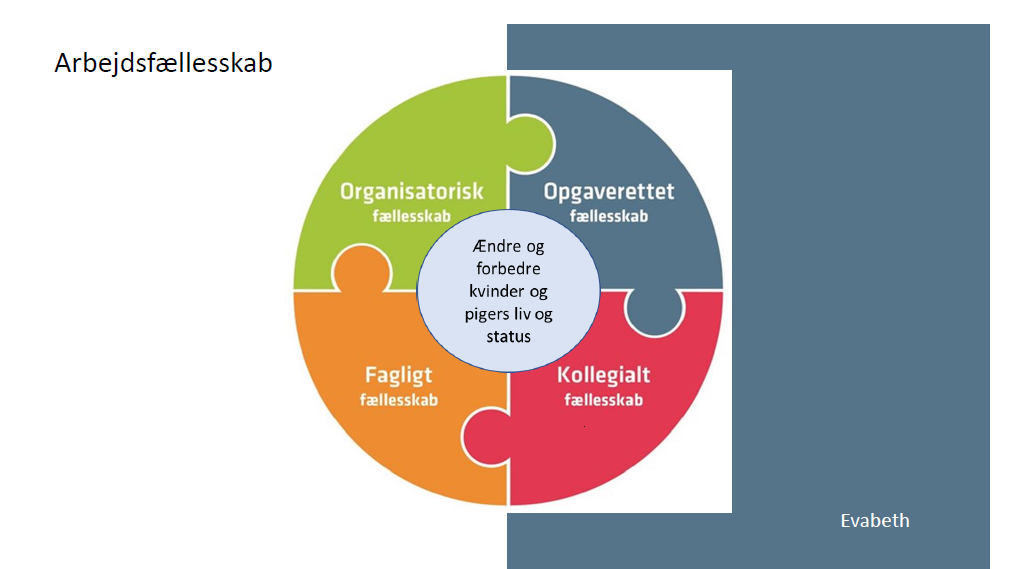 Arbejdsfællesskab
Organisatorisk
fællesskab
Opgaverettet
fællesskab
Ændre og
forbedre
kvinder og
pigers liv og
status
Fagligt
fællesskab
Kollegialt
fællesskab
Evabeth